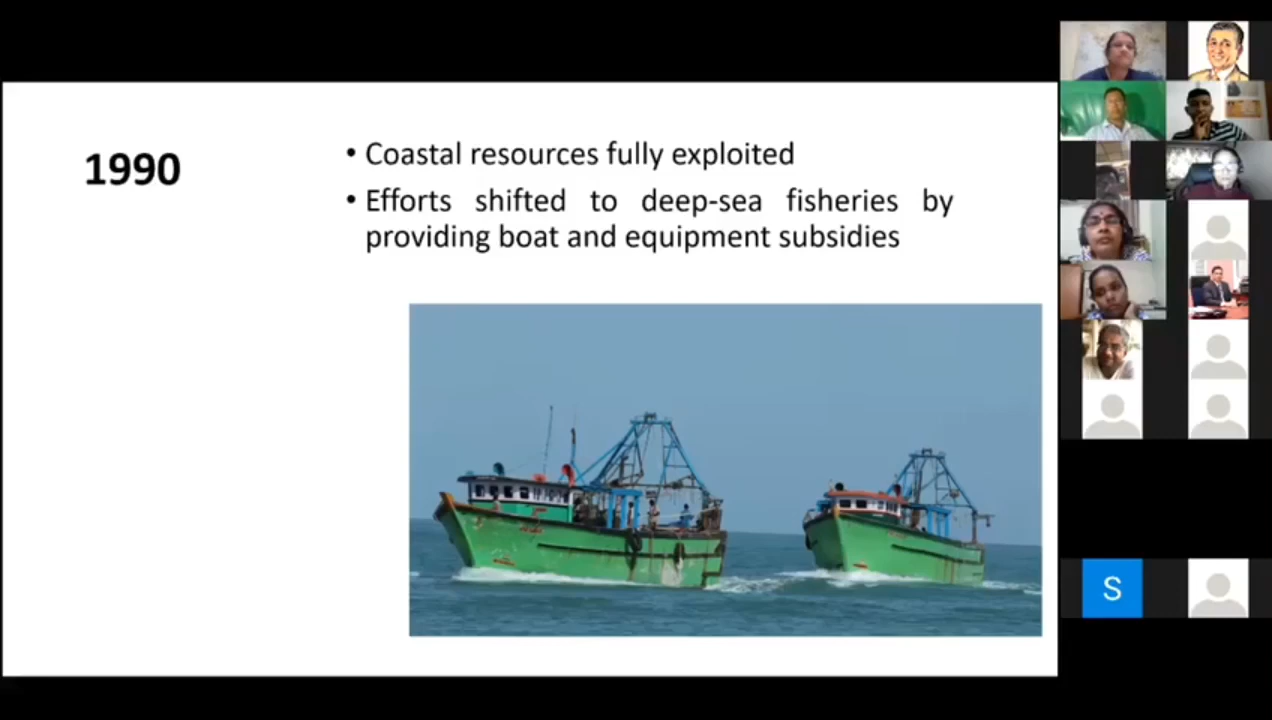 1990
• Coastal resources fully exploited
• Efforts shifted to deep-sea fisheries by
providing boat and equipment subsidies
S